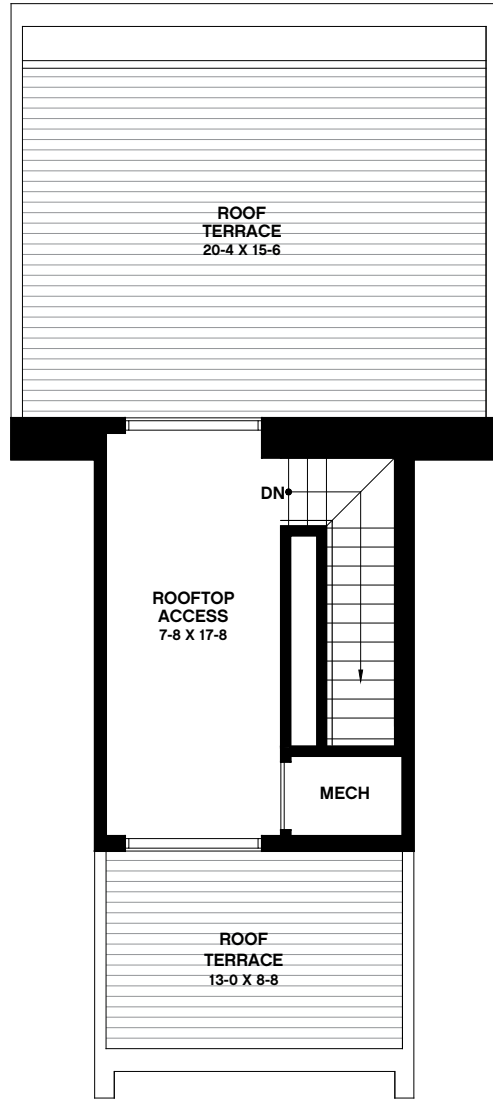 ROOF
TERRACE
20-4 X 15-6
DN
ROOFTOP
ACCESS
7-8 X 17-8
MECH
ROOF
TERRACE
13-0 X 8-8